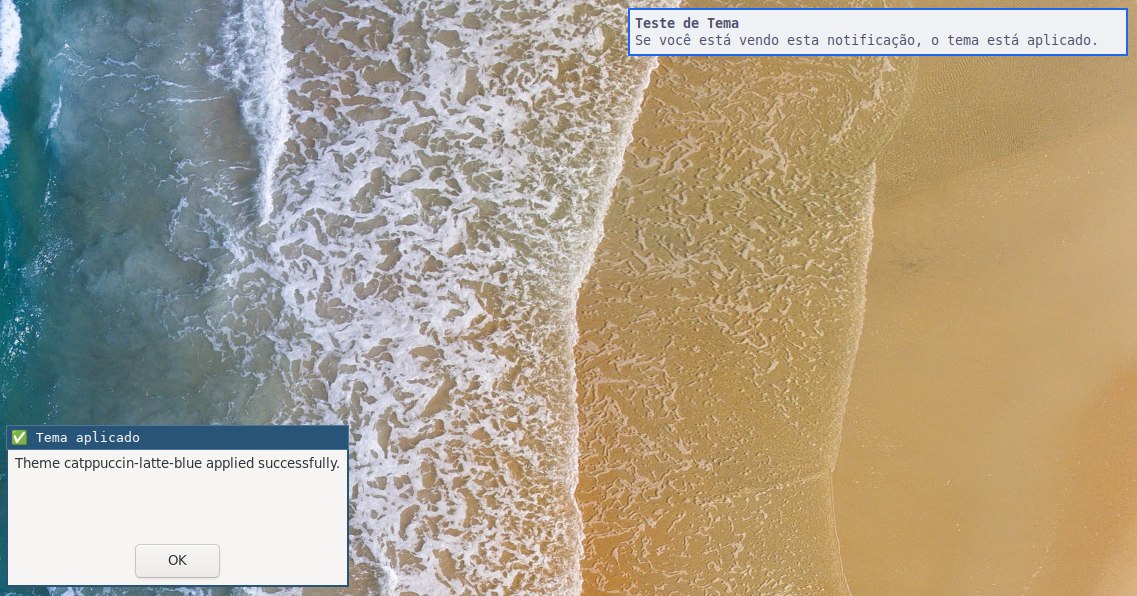 Teste de Tema
Se você está vendo esta notificação, o tema está aplicado.
✅ Tema aplicado
Theme catppuccin-latte-blue applied successfully.
OK